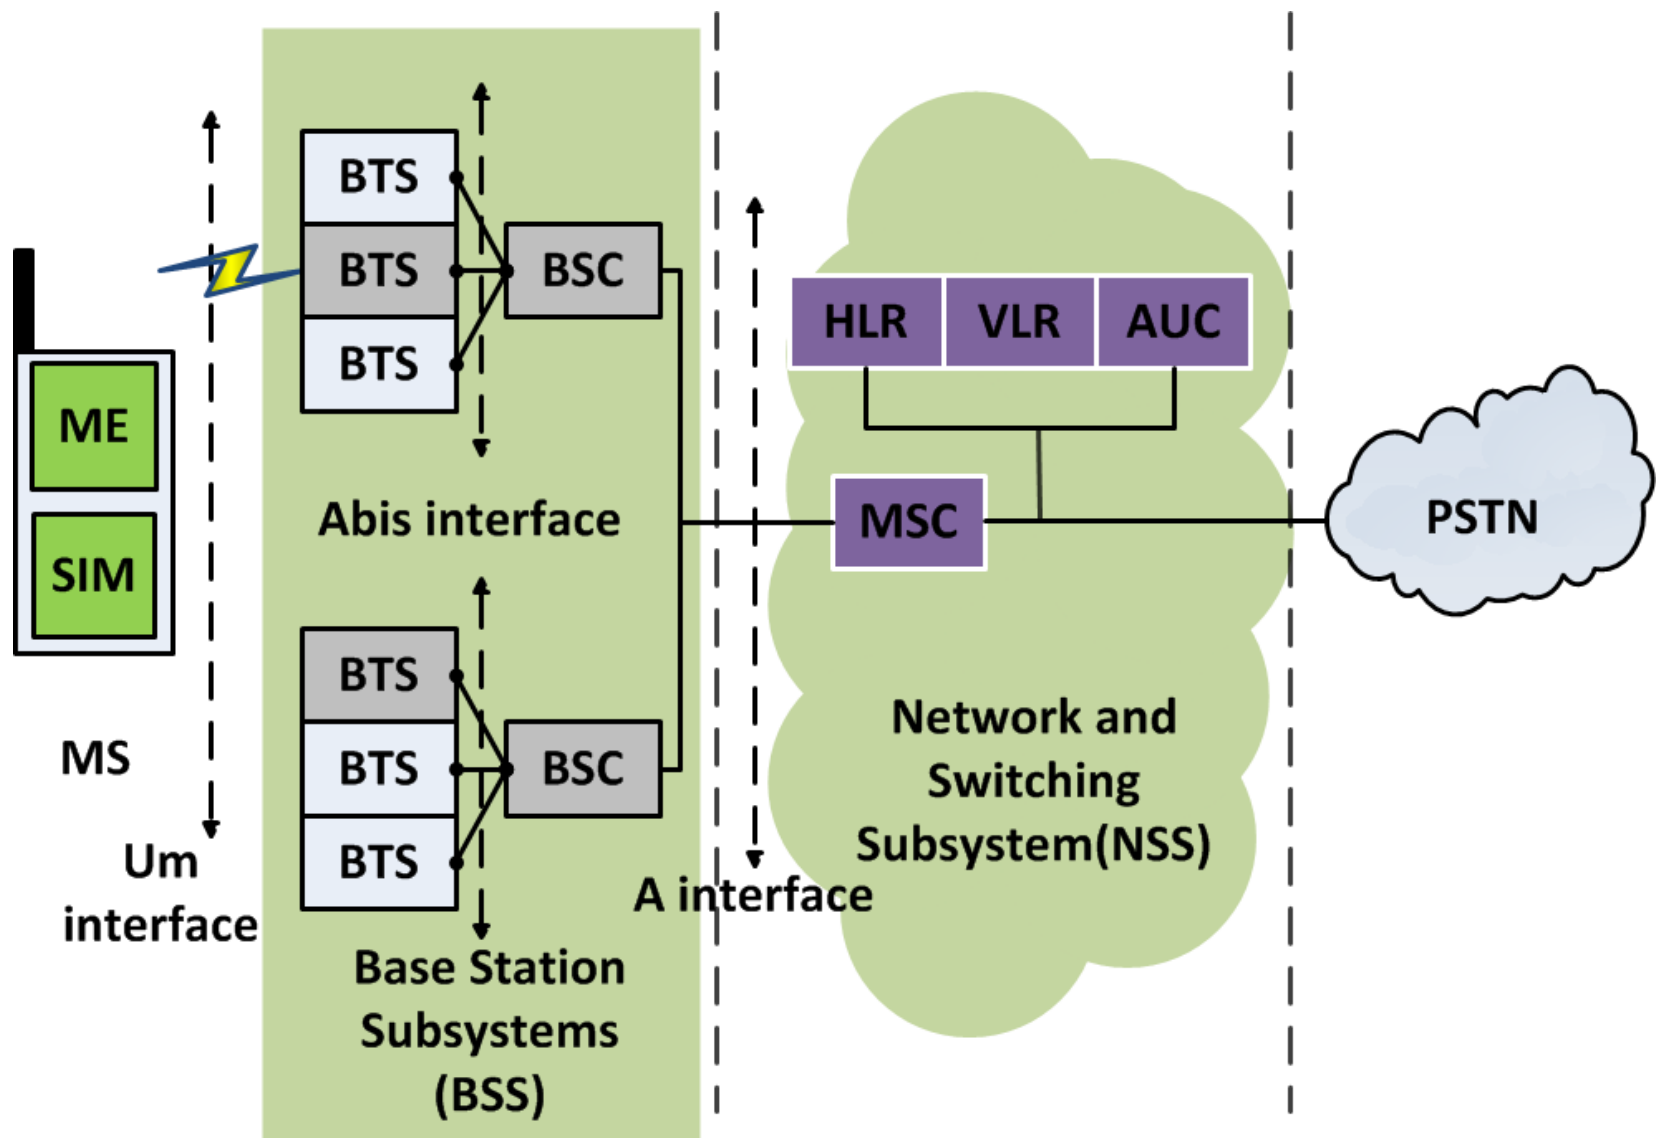 ME
SIM
MS
Um
interface
BTS
BTS
BTS
BSC
Abis interface
BTS
BTS
BTS
BSC
Base Station
Subsystems
(BSS)
A interface
HLR
VLR
AUC
MSC
Network and
Switching
Subsystem(NSS)
PSTN